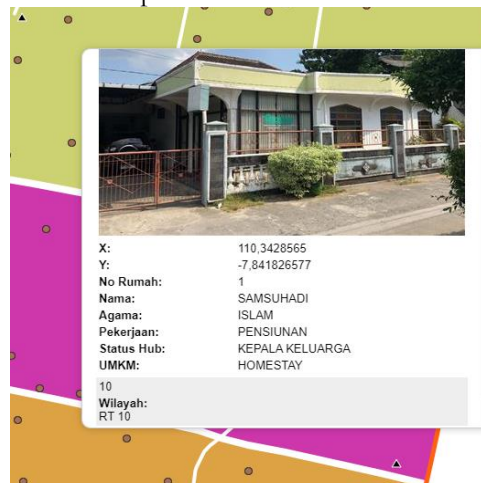 X: 110,3428565
Y: -7,841826577
No Rumah: 1
Nama: SAMSUHADI
Agama: ISLAM
Pekerjaan: PENSIUNAN
Status Hub: KEPALA KELUARGA
UMKM: HOMESTAY
10
Wilayah:
RT 10